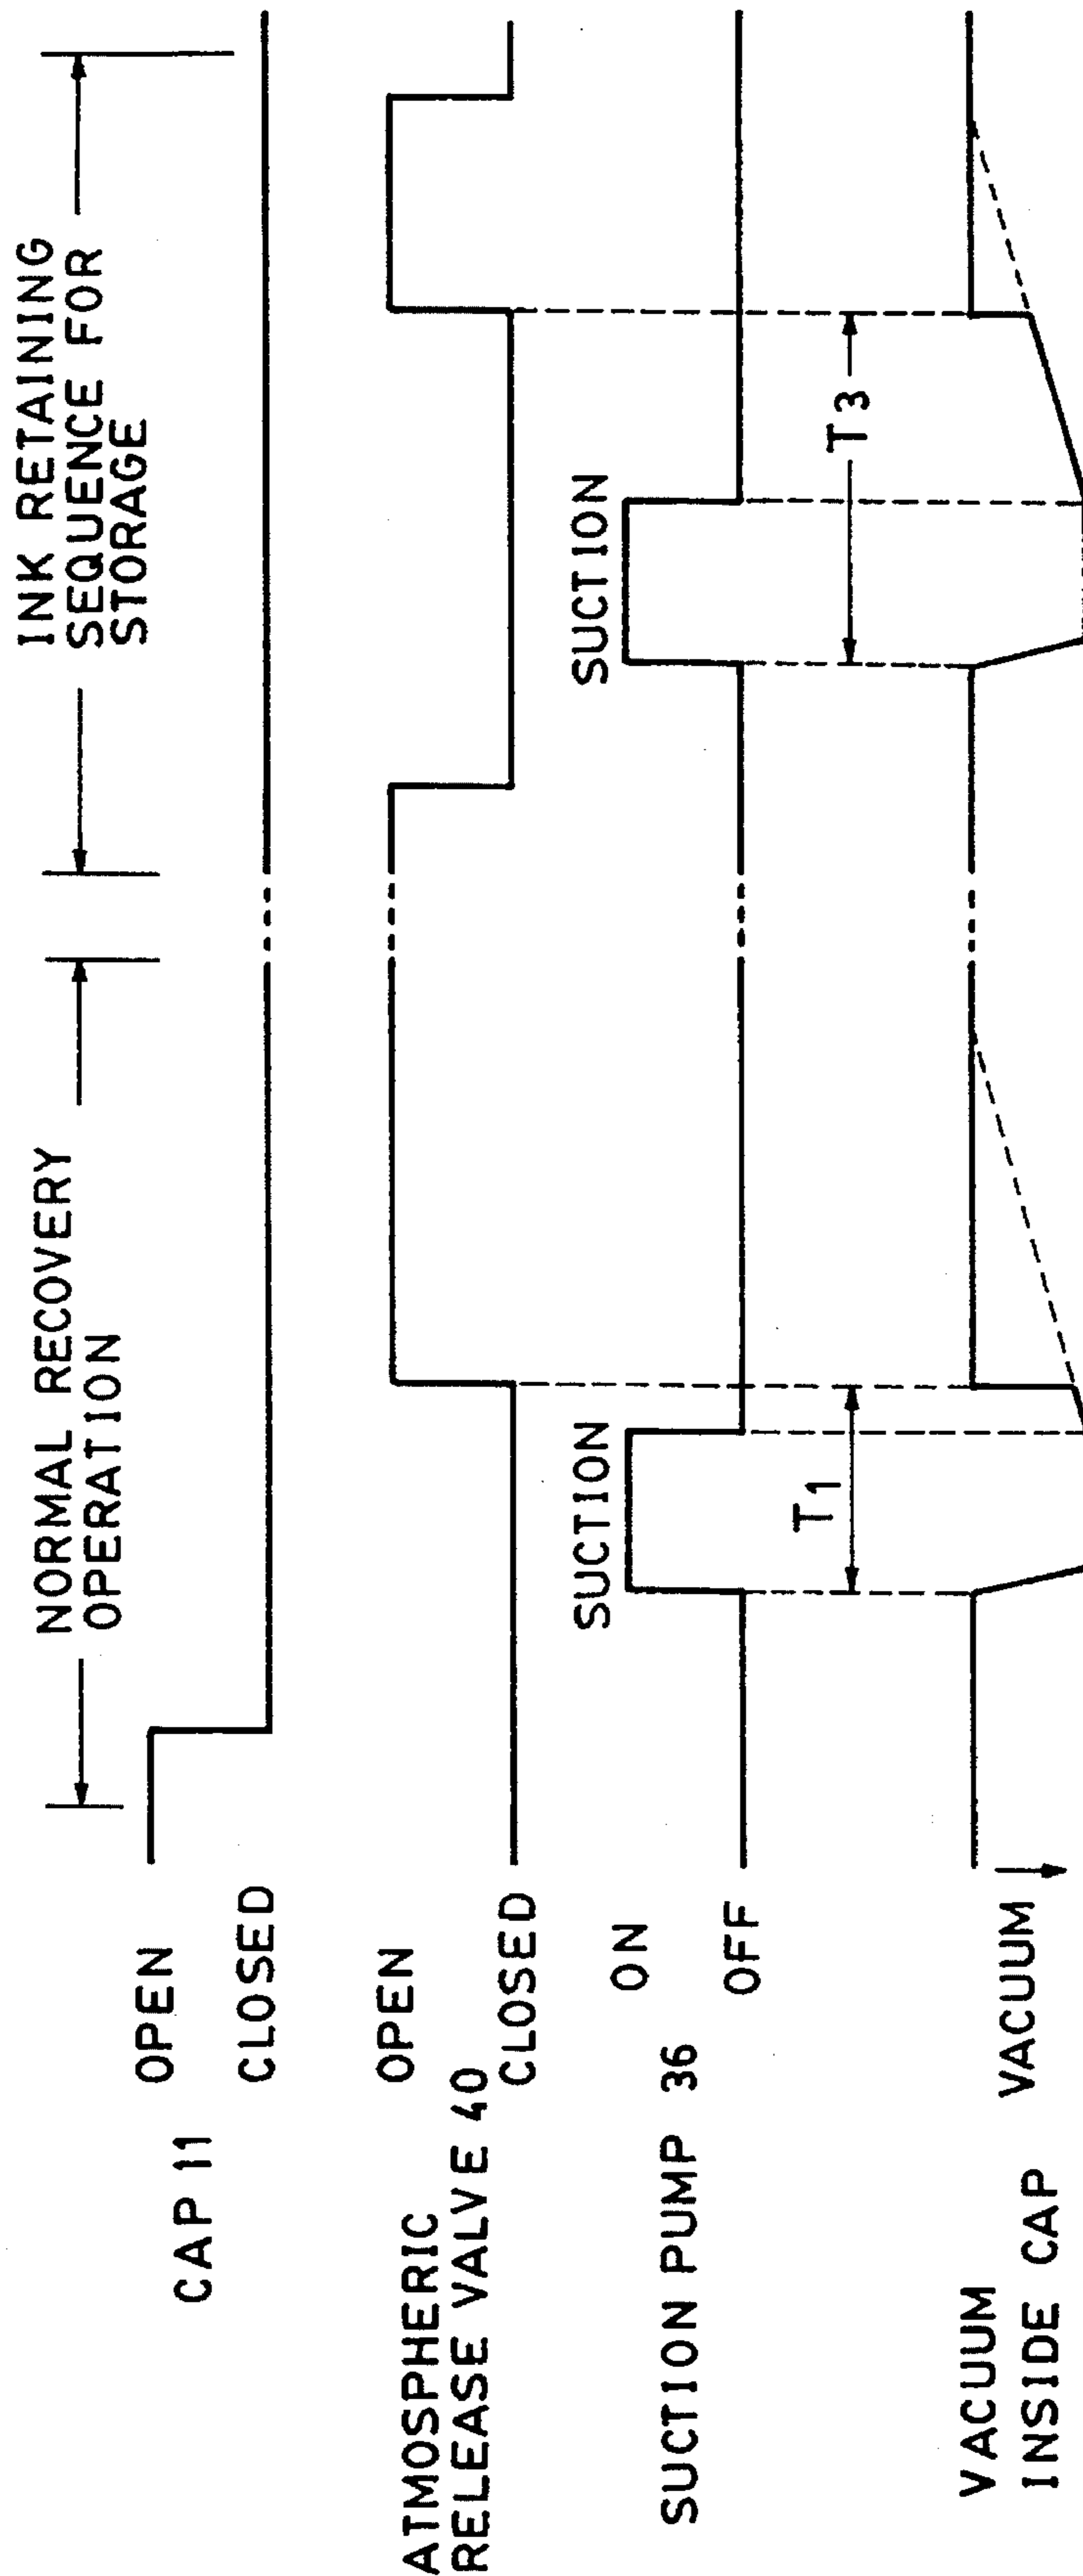 NORMAL RECOVERY
OPERATION
INK RETAINING
SEQUENCE FOR
STORAGE
CAP 11
OPEN
CLOSED
ATMOSPHERIC
RELEASE VALVE 40
OPEN
CLOSED
SUCTION PUMP 36
ON
OFF
SUCTION
SUCTION
T1
T3
VACUUM
INSIDE CAP
VACUUM